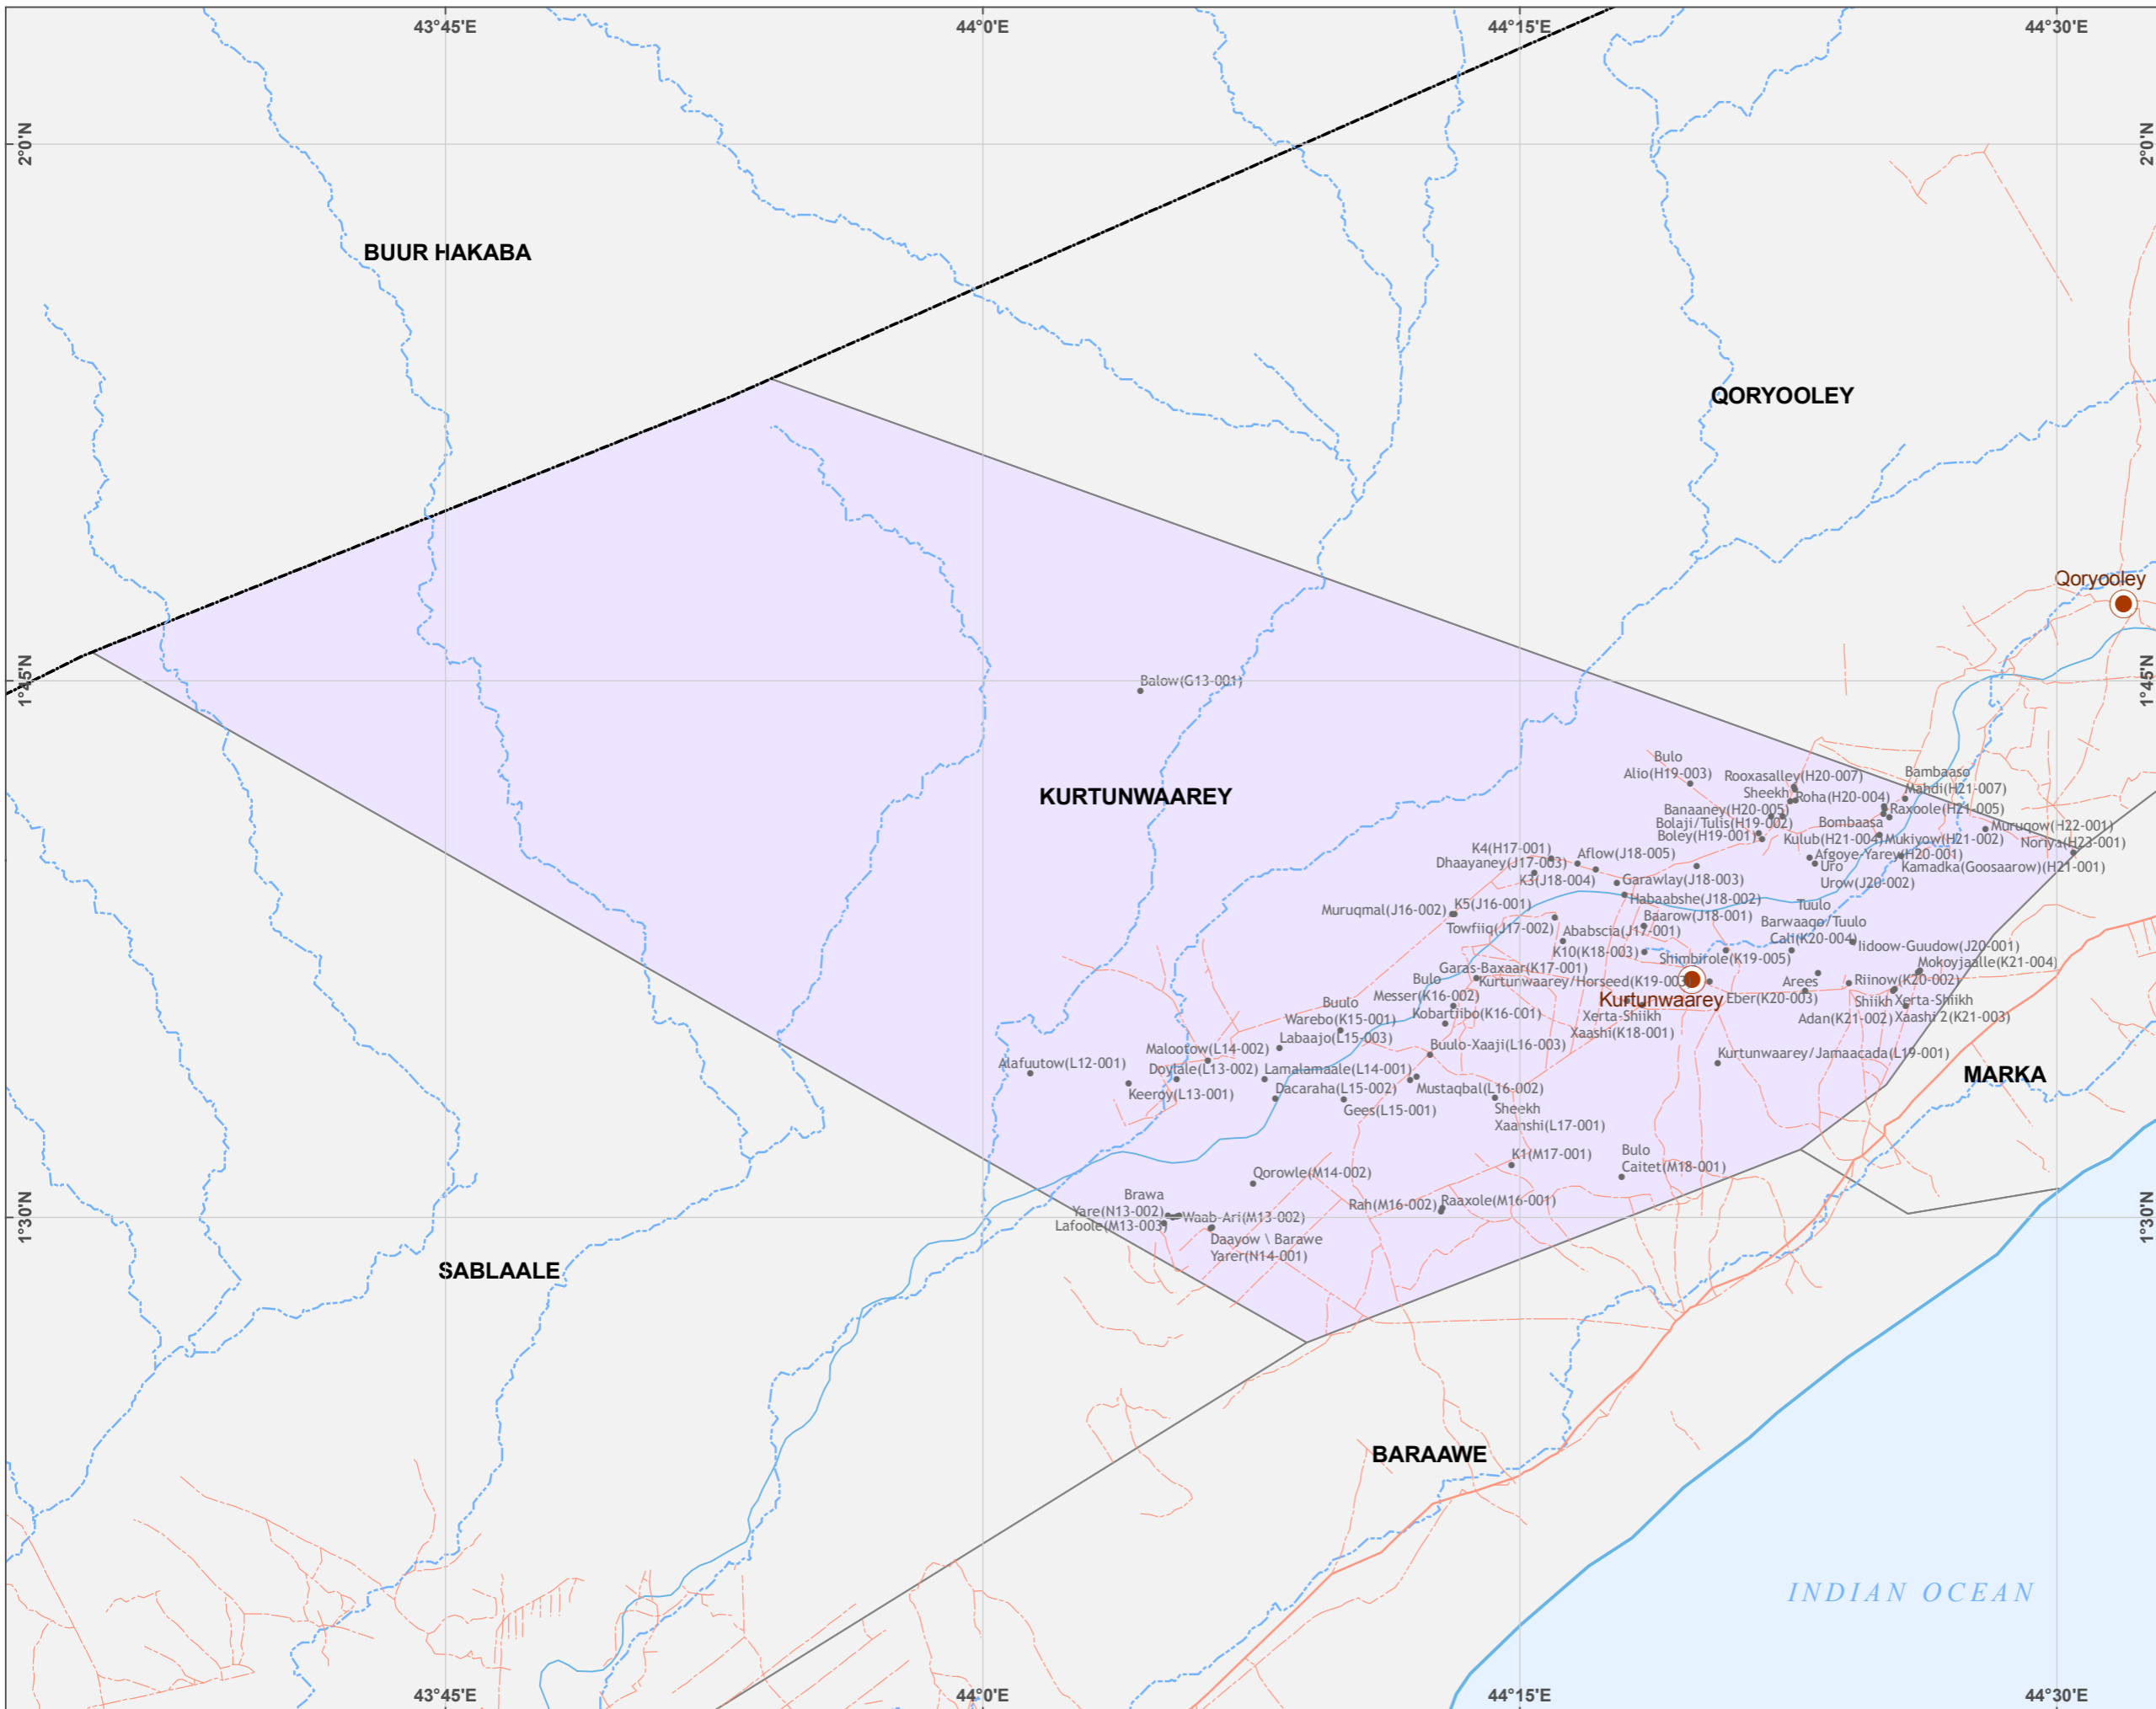 43°45'E
44°0'E
44°15'E
44°30'E
2°0'N
2°0'N
BUUR HAKABA
QORYOOLEY
Qoryooley
1°45'N
1°45'N
Balow(G13-001)
KURTUNWAAREY
Bulo
Alio(H19-003)
Rooxasalley(H20-007)
Bambaaso
Mahdi(H21-007)
Sheekh
Roha(H20-004)
Banaaney(H20-005)
Raxoole(H21-005)
Bolaji/Tulis(H19-002)
Bombaasa
Muruqow(H22-001)
Boley(H19-001)
Kulub(H21-004)
Mukiyow(H21-002)
Noriya(H23-001)
K4(H17-001)
Aflow(J18-005)
Afgoye-Yarey(H20-001)
Dhaayaney(J17-003)
Uro
Kamadka(Goosaarow)(H21-001)
K3(J18-004)
Garawlay(J18-003)
Urow(J20-002)
Habaabshe(J18-002)
Muruqmal(J16-002)
K5(J16-001)
Tuulo
Baarow(J18-001)
Barwaaqo/Tuulo
Towfiiq(J17-002)
Ababscia(J17-001)
Cali(K20-004)
Iidoow-Guudow(J20-001)
K10(K18-003)
Shimbirole(K19-005)
Mokoyjaalle(K21-004)
Garas-Baxaar(K17-001)
Bulo
Kurtunwaarey/Horseed(K19-003)
Arees
Riinow(K20-002)
Messer(K16-002)
Kurtunwaarey
Eber(K20-003)
Shiikh
Xerta-Shiikh
Buulo
Kobartiibo(K16-001)
Xerta-Shiikh
Adan(K21-002)
Xaashi 2(K21-003)
Warebo(K15-001)
Xaashi(K18-001)
Labaajo(L15-003)
Malootow(L14-002)
Buulo-Xaaji(L16-003)
Kurtunwaarey/Jamaacada(L19-001)
Alafuutow(L12-001)
Doylale(L13-002)
Lamalamaale(L14-001)
MARKA
Keeroy(L13-001)
Dacaraha(L15-002)
Mustaqbal(L16-002)
Gees(L15-001)
Sheekh
Xaanshi(L17-001)
K1(M17-001)
Bulo
Caitet(M18-001)
Qorowle(M14-002)
Brawa
Yare(N13-002)
Rah(M16-002)
Raaxole(M16-001)
Waab-Ari(M13-002)
Lafoole(M13-003)
1°30'N
1°30'N
Daayow \ Barawe
Yarer(N14-001)
SABLAALE
BARAAWE
INDIAN OCEAN
43°45'E
44°0'E
44°15'E
44°30'E